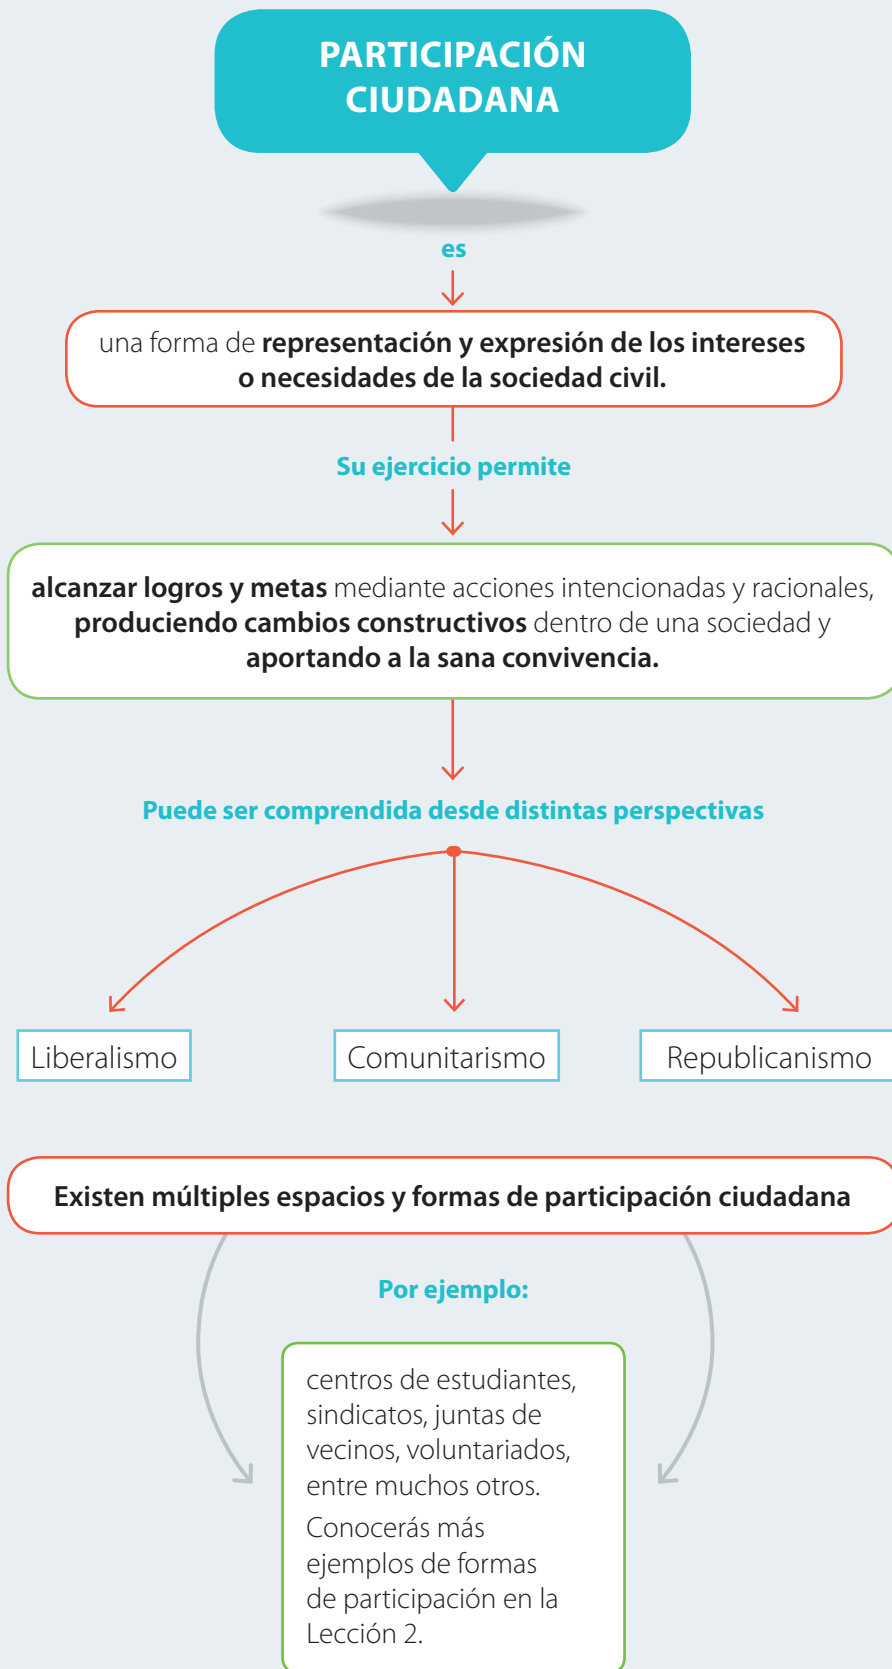 PARTICIPACIÓN
CIUDADANA
es
una forma de representación y expresión de los intereses
o necesidades de la sociedad civil.
Su ejercicio permite
alcanzar logros y metas mediante acciones intencionadas y racionales,
produciendo cambios constructivos dentro de una sociedad y
aportando a la sana convivencia.
Puede ser comprendida desde distintas perspectivas
Liberalismo
Comunitarismo
Republicanismo
Existen múltiples espacios y formas de participación ciudadana
Por ejemplo:
centros de estudiantes,
sindicatos, juntas de
vecinos, voluntariados,
entre muchos otros.
Conocerás más
ejemplos de formas
de participación en la
Lección 2.